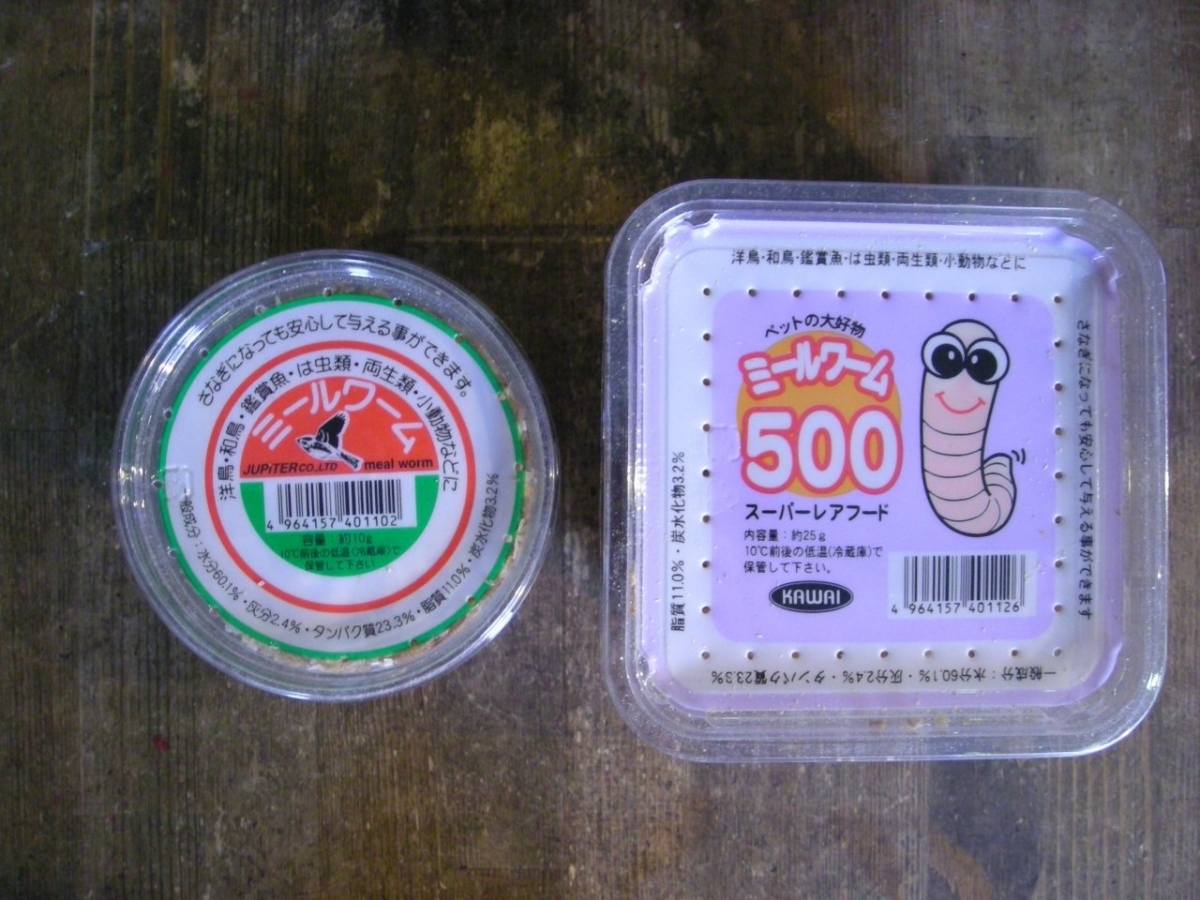 さなぎになっても安心して与える事ができます。
洋鳥・和鳥・鑑賞魚・は虫類・両生類・小動物などに
ミールワーム
JUPITER CO.,LTD meal worm
4 964157 401102
容量：約10g
10℃前後の低温(冷蔵庫)で
保管して下さい
一般成分：水分60.1%・灰分2.4%・タンパク質23.3%・脂質11.0%・炭水化物3.2%
洋鳥・和鳥・鑑賞魚・は虫類・両生類・小動物などに
ペットの大好物
ミールワーム
500
スーパーレアフード
内容量：約25g
10℃前後の低温(冷蔵庫)で
保管して下さい。
KAWAI
4 964157 401126
さなぎになっても安心して与える事ができます
一般成分：水分60.1%・灰分2.4%・タンパク質23.3%
脂質11.0%・炭水化物3.2%